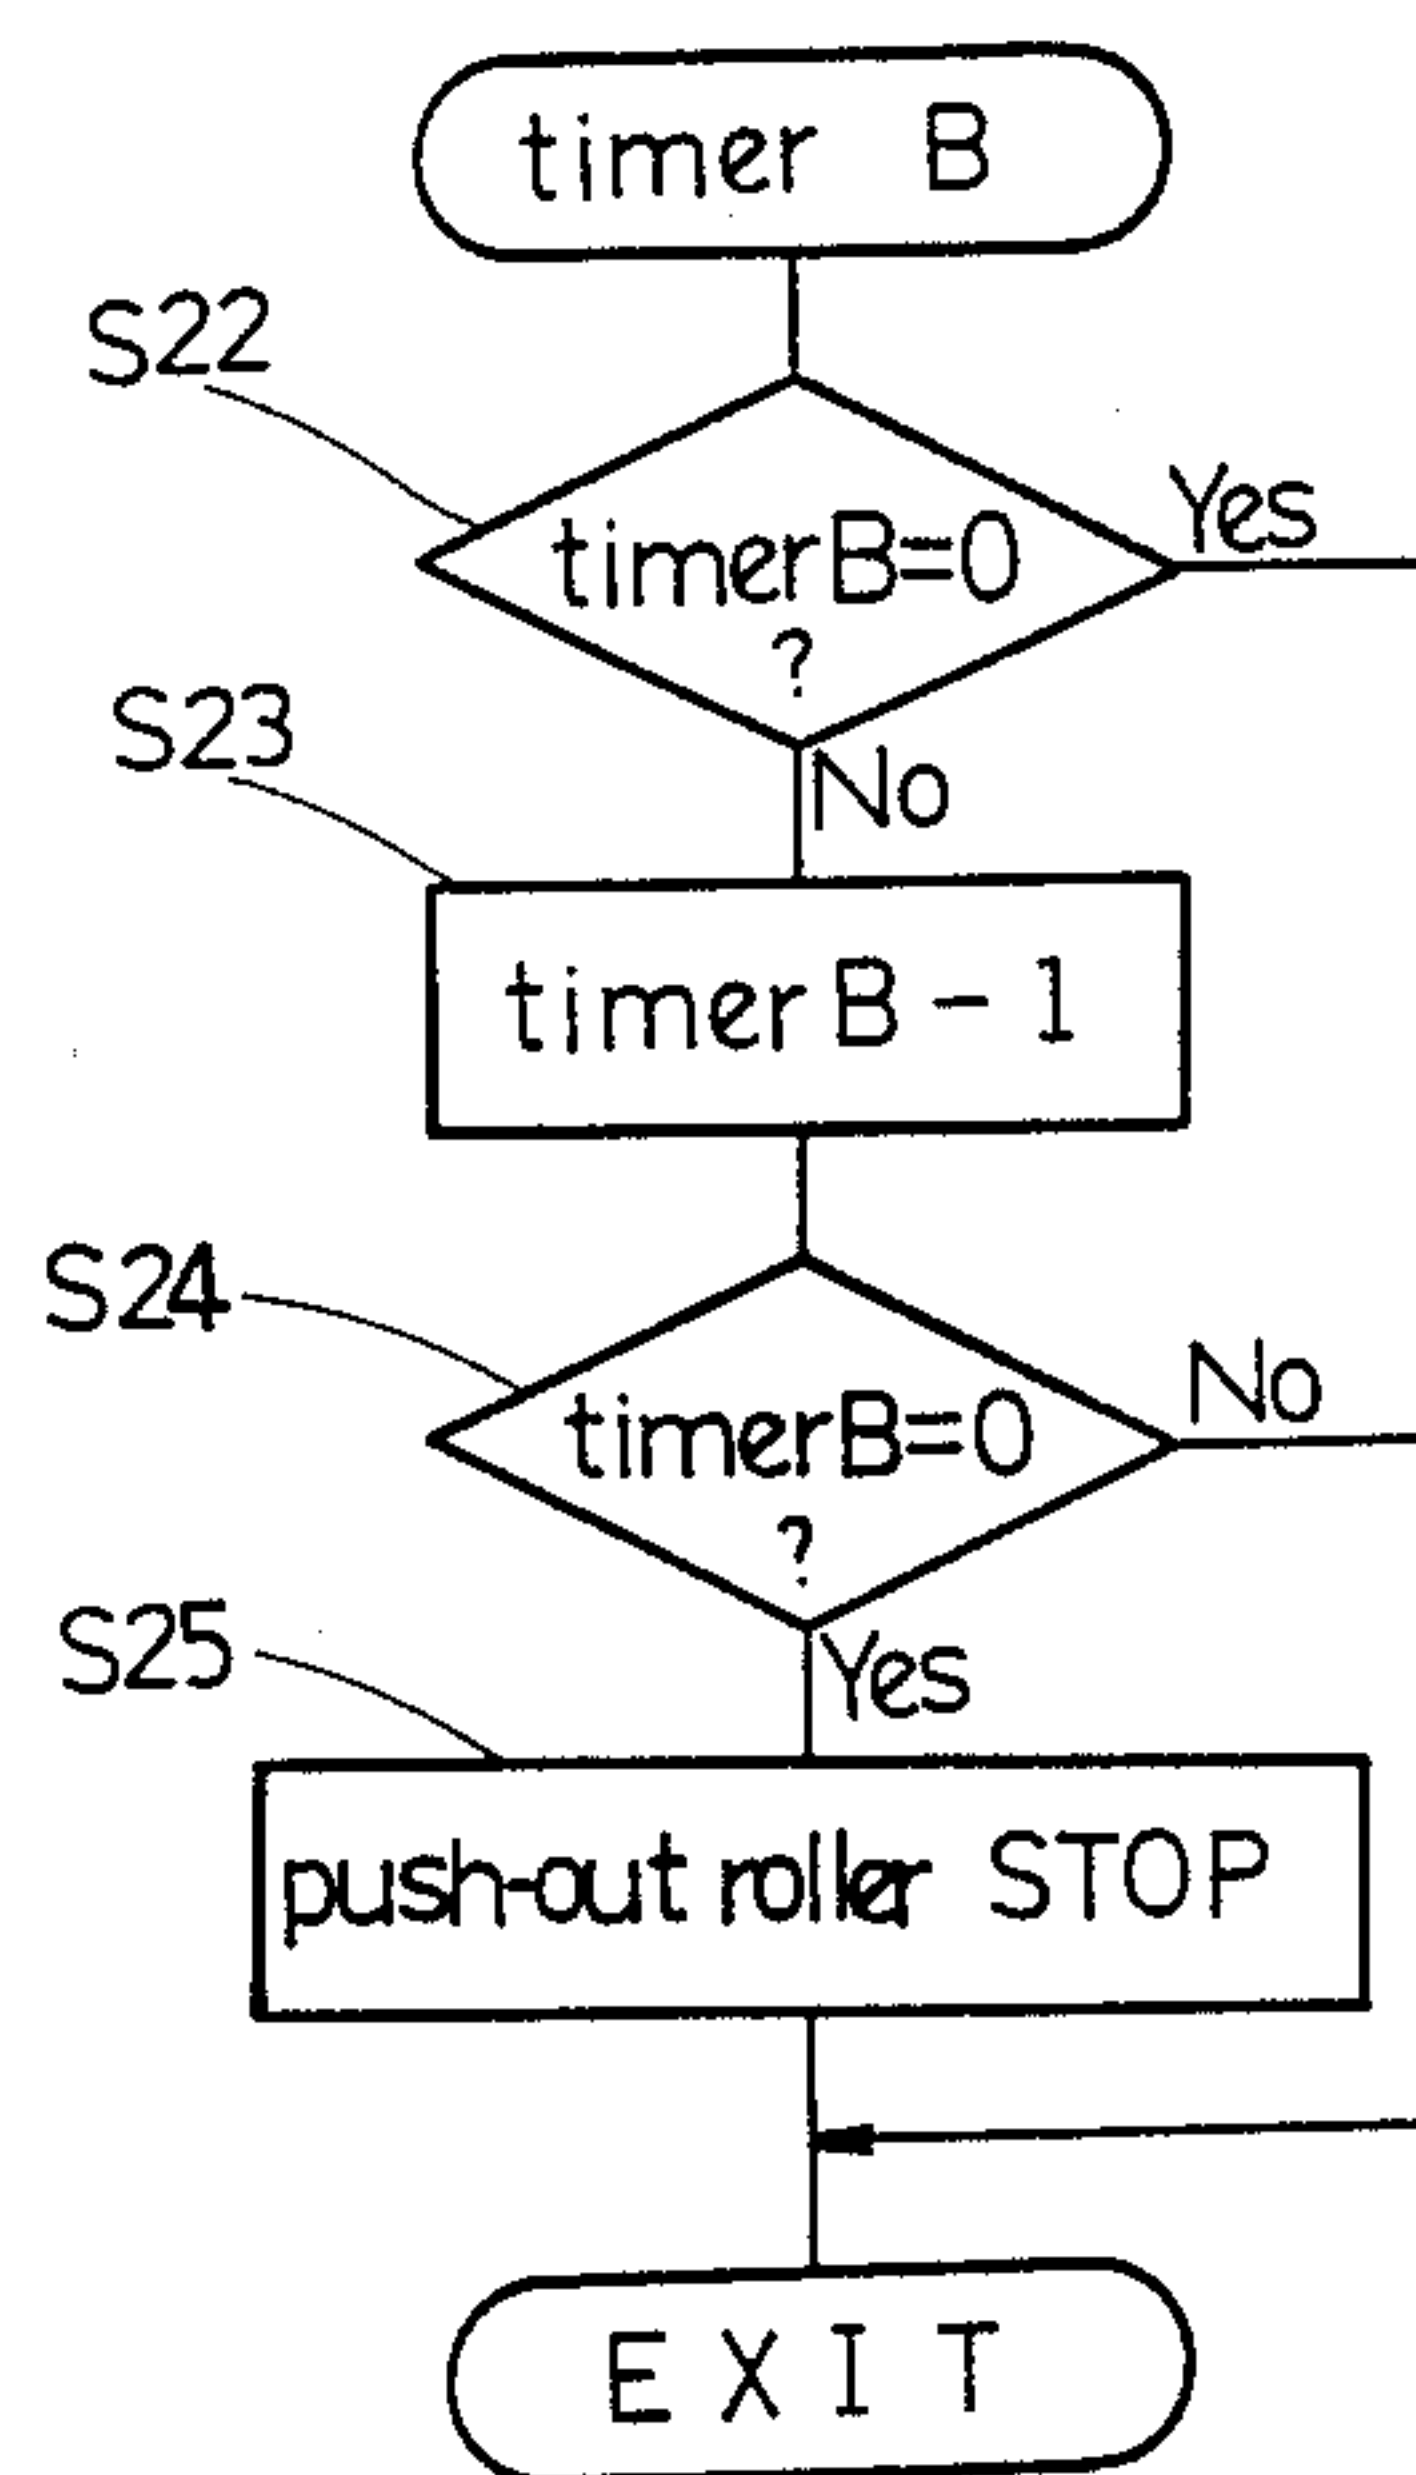 timer B
S22
timerB=0
?
Yes
No
S23
timerB-1
S24
timerB=0
?
No
Yes
S25
push-out roller STOP
EXIT